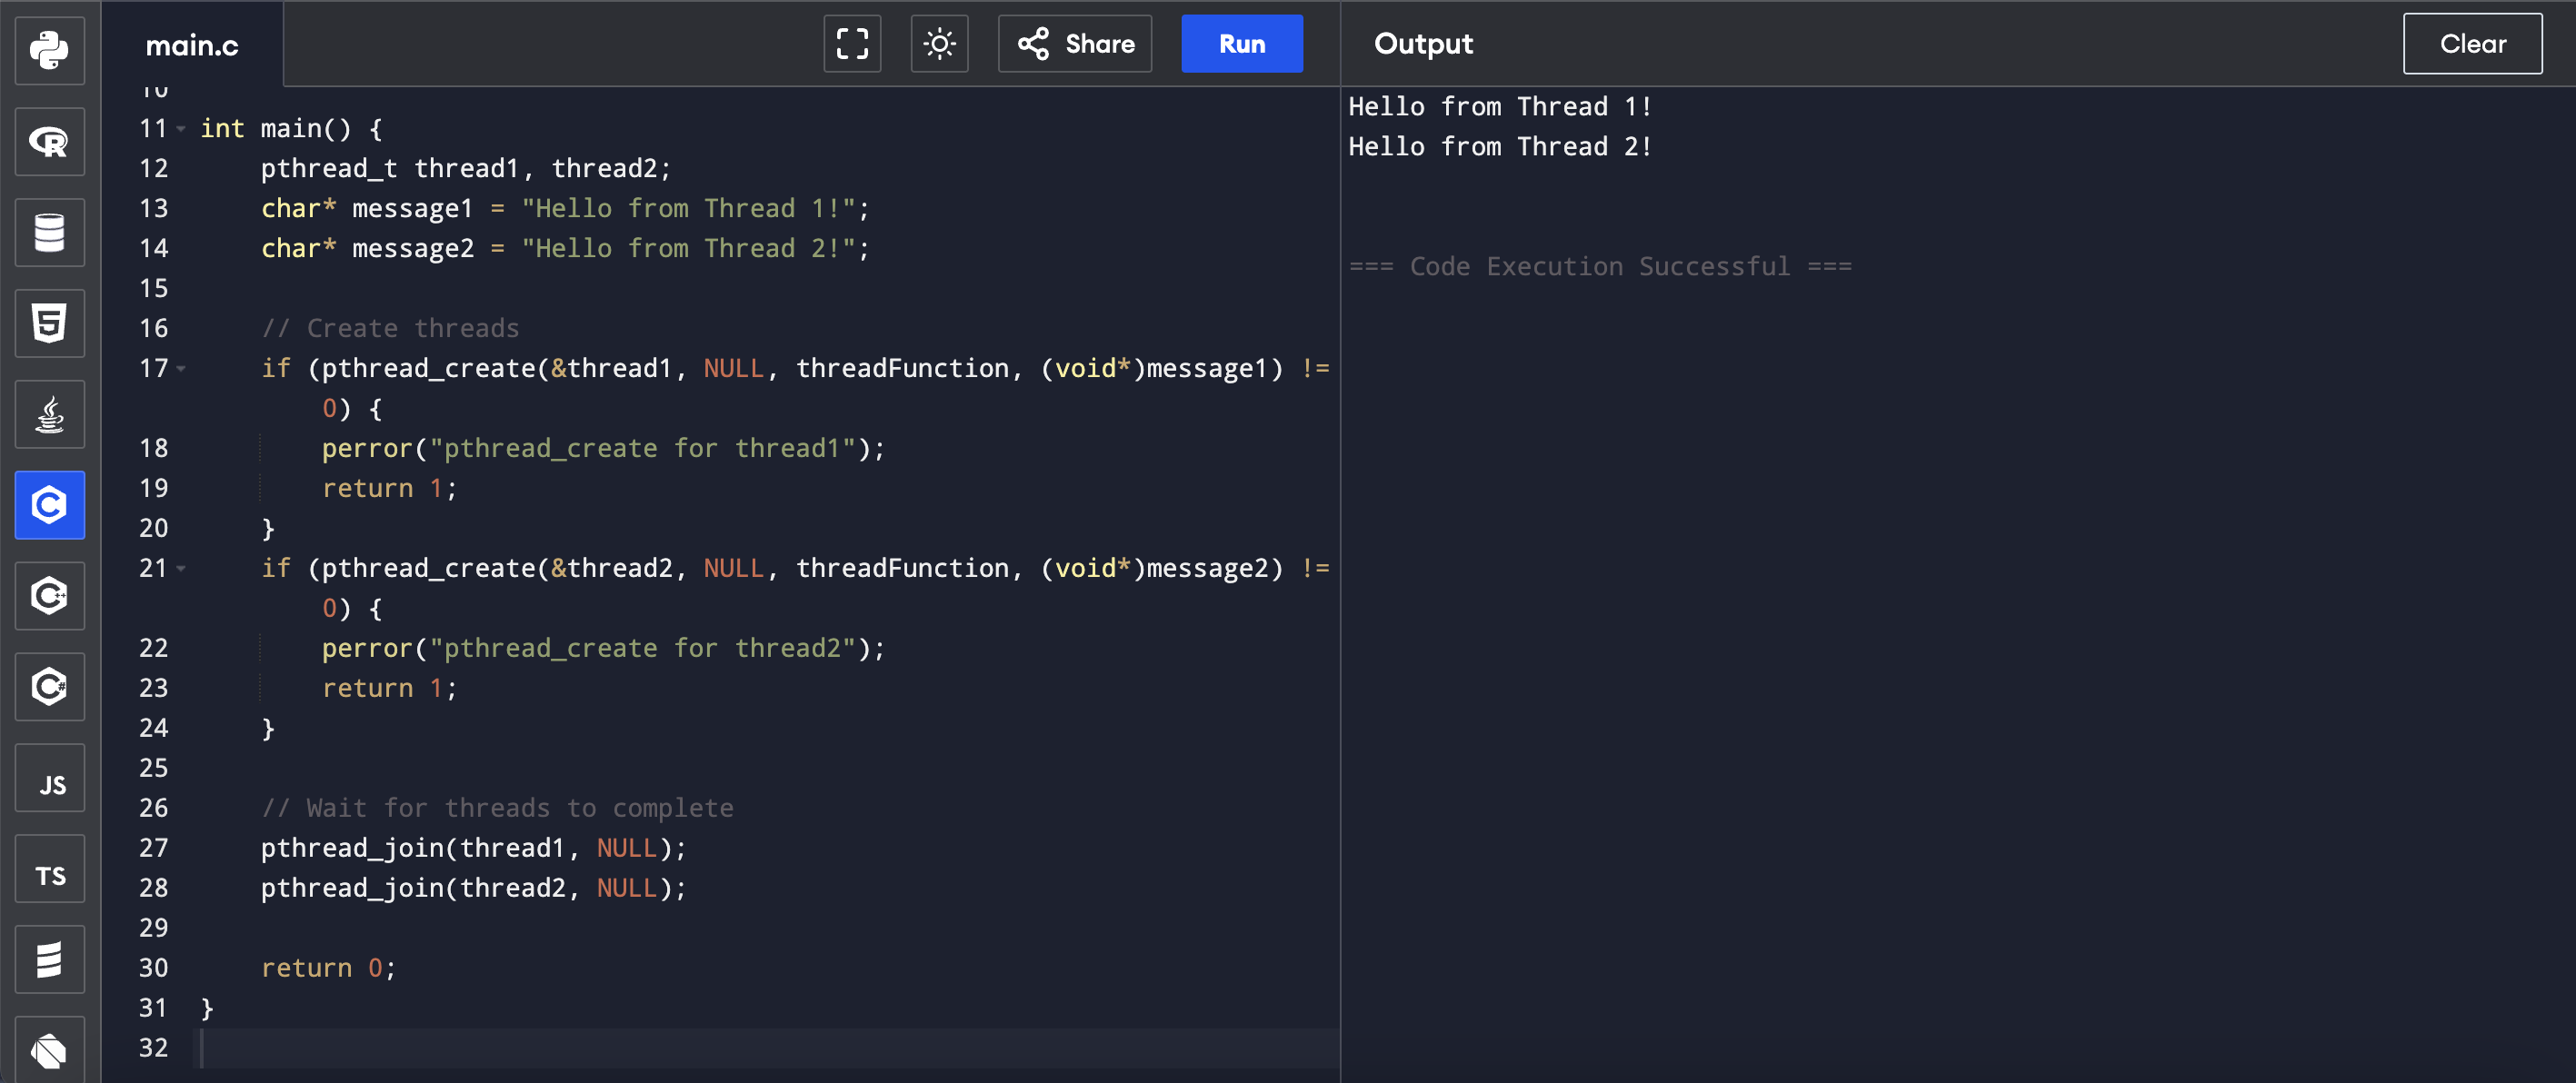 main.c
Share
Run
Output
Clear
10
11 int main() {
12 pthread_t thread1, thread2;
13 char* message1 = "Hello from Thread 1!";
14 char* message2 = "Hello from Thread 2!";
15
16 // Create threads
17 if (pthread_create(&thread1, NULL, threadFunction, (void*)message1) !=
0) {
18 perror("pthread_create for thread1");
19 return 1;
20 }
21 if (pthread_create(&thread2, NULL, threadFunction, (void*)message2) !=
0) {
22 perror("pthread_create for thread2");
23 return 1;
24 }
25
26 // Wait for threads to complete
27 pthread_join(thread1, NULL);
28 pthread_join(thread2, NULL);
29
30 return 0;
31 }
32
Hello from Thread 1!
Hello from Thread 2!
=== Code Execution Successful ===
R
5
C
C++
C#
JS
TS